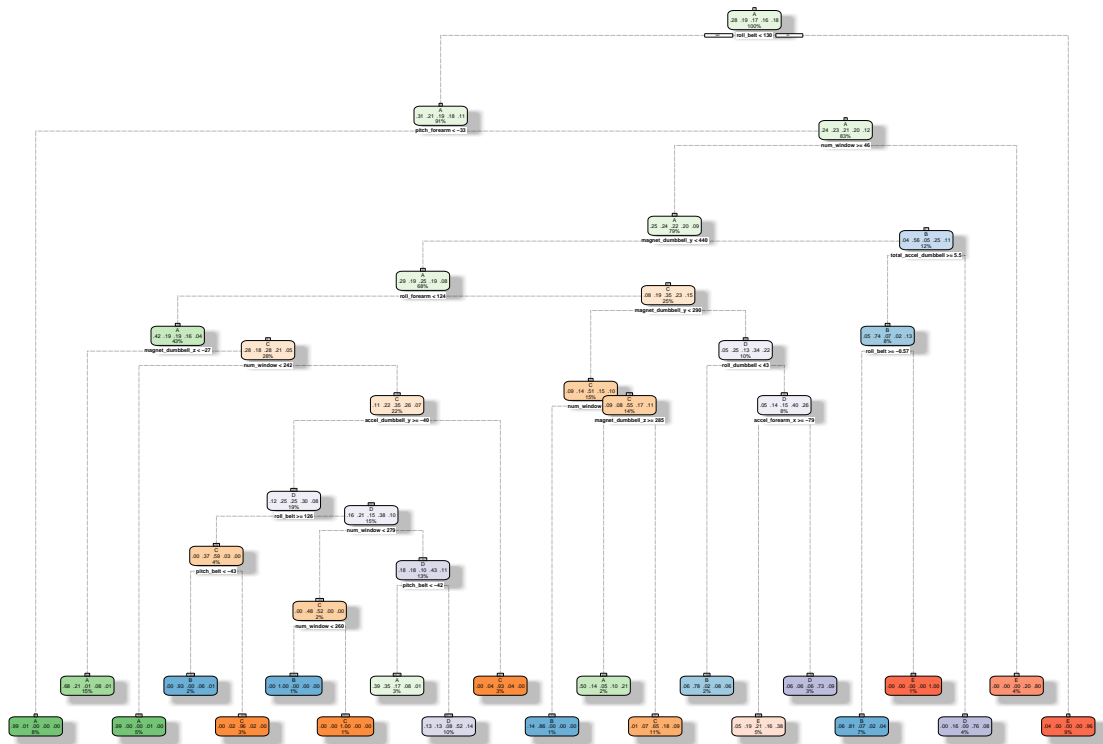 A
.28 .19 .17 .16 .18
100%
roll_belt < 130
A
.31 .21 .19 .18 .11
91%
pitch_forearm < −33
A
.24 .23 .21 .20 .12
83%
num_window >= 46
A
.25 .24 .22 .20 .09
79%
magnet_dumbbell_y < 440
B
.04 .56 .05 .25 .11
12%
total_accel_dumbbell >= 5.5
A
.29 .19 .25 .19 .08
68%
roll_forearm < 124
C
.08 .19 .35 .23 .15
25%
magnet_dumbbell_y < 290
A
.42 .19 .19 .16 .04
43%
magnet_dumbbell_z < −27
C
.28 .18 .28 .21 .05
28%
num_window < 242
D
.05 .25 .13 .34 .22
10%
roll_dumbbell < 43
B
.05 .74 .07 .02 .13
8%
roll_belt >= −0.57
C
.09 .14 .51 .15 .10
15%
num_window
C
.09 .08 .55 .17 .11
14%
magnet_dumbbell_z >= 285
C
.11 .22 .35 .26 .07
22%
accel_dumbbell_y >= −40
D
.05 .14 .15 .40 .26
8%
accel_forearm_x >= −79
D
.12 .25 .25 .30 .08
19%
roll_belt >= 126
D
.16 .21 .15 .38 .10
15%
num_window < 279
C
.00 .37 .59 .03 .00
4%
pitch_belt < −43
D
.18 .18 .10 .43 .11
13%
pitch_belt < −42
C
.00 .48 .52 .00 .00
2%
num_window < 260
A
.68 .21 .01 .08 .01
15%
B
.00 .93 .00 .06 .01
2%
B
.00 1.00 .00 .00 .00
1%
A
.39 .35 .17 .08 .01
3%
C
.00 .04 .93 .04 .00
3%
A
.50 .14 .05 .10 .21
2%
B
.06 .78 .02 .08 .06
2%
D
.06 .06 .06 .73 .09
3%
E
.00 .00 .00 .00 1.00
1%
E
.00 .00 .00 .20 .80
4%
A
.99 .01 .00 .00 .00
8%
A
.99 .00 .00 .01 .00
5%
C
.00 .02 .96 .02 .00
3%
C
.00 .00 1.00 .00 .00
1%
D
.13 .13 .08 .52 .14
10%
B
.14 .86 .00 .00 .00
1%
C
.01 .07 .65 .18 .09
11%
E
.05 .19 .21 .16 .38
5%
B
.06 .81 .07 .02 .04
7%
D
.00 .16 .00 .76 .08
4%
E
.04 .00 .00 .00 .96
9%